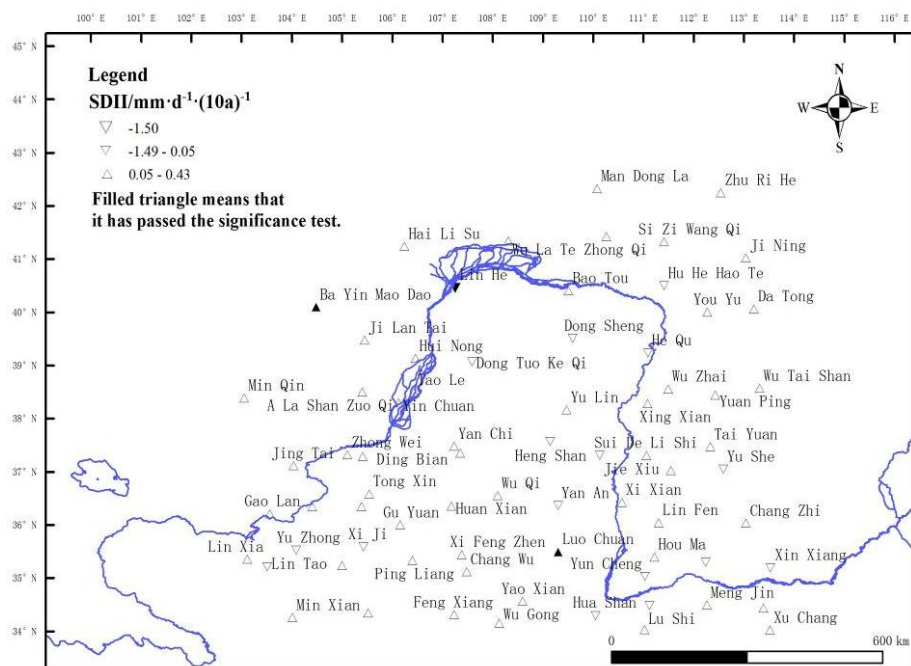 100° E 101° E 102° E 103° E 104° E 105° E 106° E 107° E 108° E 109° E 110° E 111° E 112° E 113° E 114° E 115° E
45° N
44° N
43° N
42° N
41° N
40° N
39° N
38° N
37° N
36° N
35° N
34° N
Legend
SDII/mm·d⁻¹·(10a)⁻¹
-1.50
-1.49 - 0.05
0.05 - 0.43
Filled triangle means that
it has passed the significance test.
N
W E
S
Man Dong La
Zhu Ri He
Hai Li Su
Wu La Te Zhong Qi
Si Zi Wang Qi
Ji Ning
Lin He
Bao Tou
Hu He Hao Te
Ba Yin Mao Dao
You Yu
Da Tong
Ji Lan Tai
Dong Sheng
He Qu
Hui Nong
Dong Tuo Ke Qi
Min Qin
Tao Le
Wu Zhai
Wu Tai Shan
A La Shan Zuo Qi
Yin Chuan
Yu Lin
Xing Xian
Yuan Ping
Zhong Wei
Yan Chi
Sui De
Li Shi
Tai Yuan
Jing Tai
Ding Bian
Heng Shan
Jie Xiu
Yu She
Tong Xin
Wu Qi
Yan An
Xi Xian
Gao Lan
Gu Yuan
Huan Xian
Lin Fen
Chang Zhi
Lin Xia
Yu Zhong
Xi Ji
Xi Feng Zhen
Luo Chuan
Hou Ma
Lin Tao
Ping Liang
Chang Wu
Yun Cheng
Xin Xiang
Min Xian
Feng Xiang
Yao Xian
Hua Shan
Meng Jin
Wu Gong
Lu Shi
Xu Chang
0 600 km